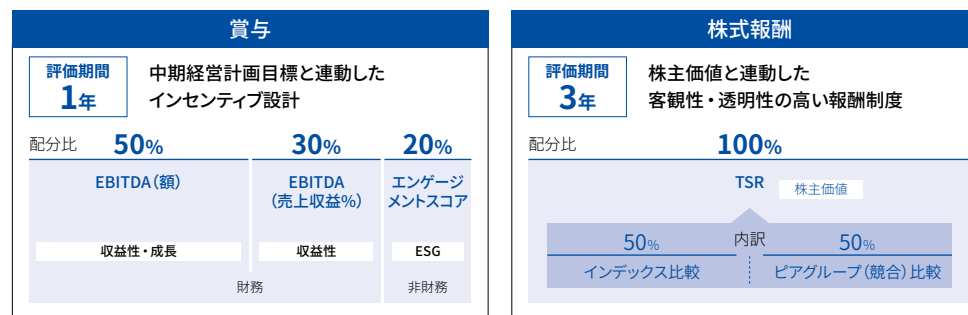 賞与
評価期間
1年
中期経営計画目標と連動した
インセンティブ設計
配分比 50% 30% 20%
EBITDA（額）
EBITDA
（売上収益%）
エンゲージ
メントスコア
収益性・成長 収益性 ESG
財務 非財務
株式報酬
評価期間
3年
株主価値と連動した
客観性・透明性の高い報酬制度
配分比 100%
TSR 株主価値
50% 内訳 50%
インデックス比較 ピアグループ（競合）比較